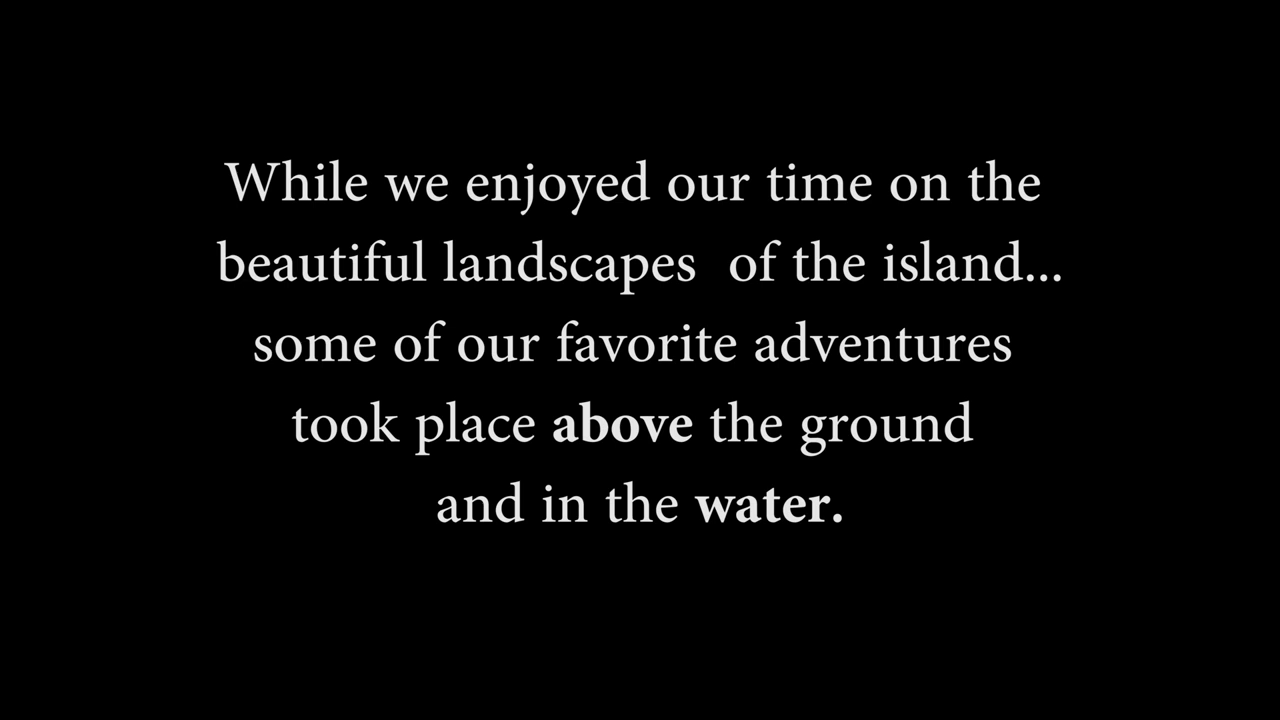 While we enjoyed our time on the
beautiful landscapes  of the island...
some of our favorite adventures
took place above the ground
and in the water.